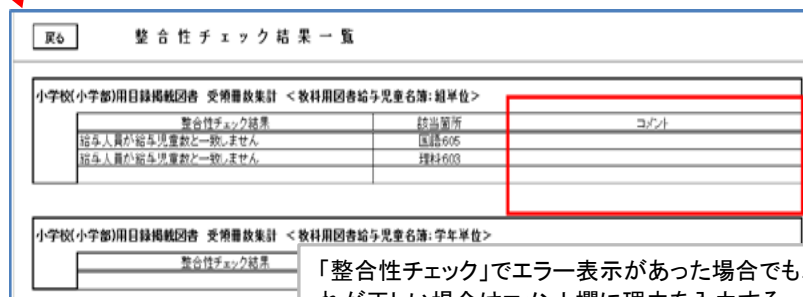 戻る
整合性チェック結果一覧
小学校(小学部)用目録掲載図書 受領冊数集計 <教科用図書給与児童名簿:組単位>
整合性チェック結果 該当箇所 コメント
給与人員が給与児童数と一致しません 国語605
給与人員が給与児童数と一致しません 理科603
小学校(小学部)用目録掲載図書 受領冊数集計 <教科用図書給与児童名簿:学年単位>
整合性チェック結果
「整合性チェック」でエラー表示があった場合でも